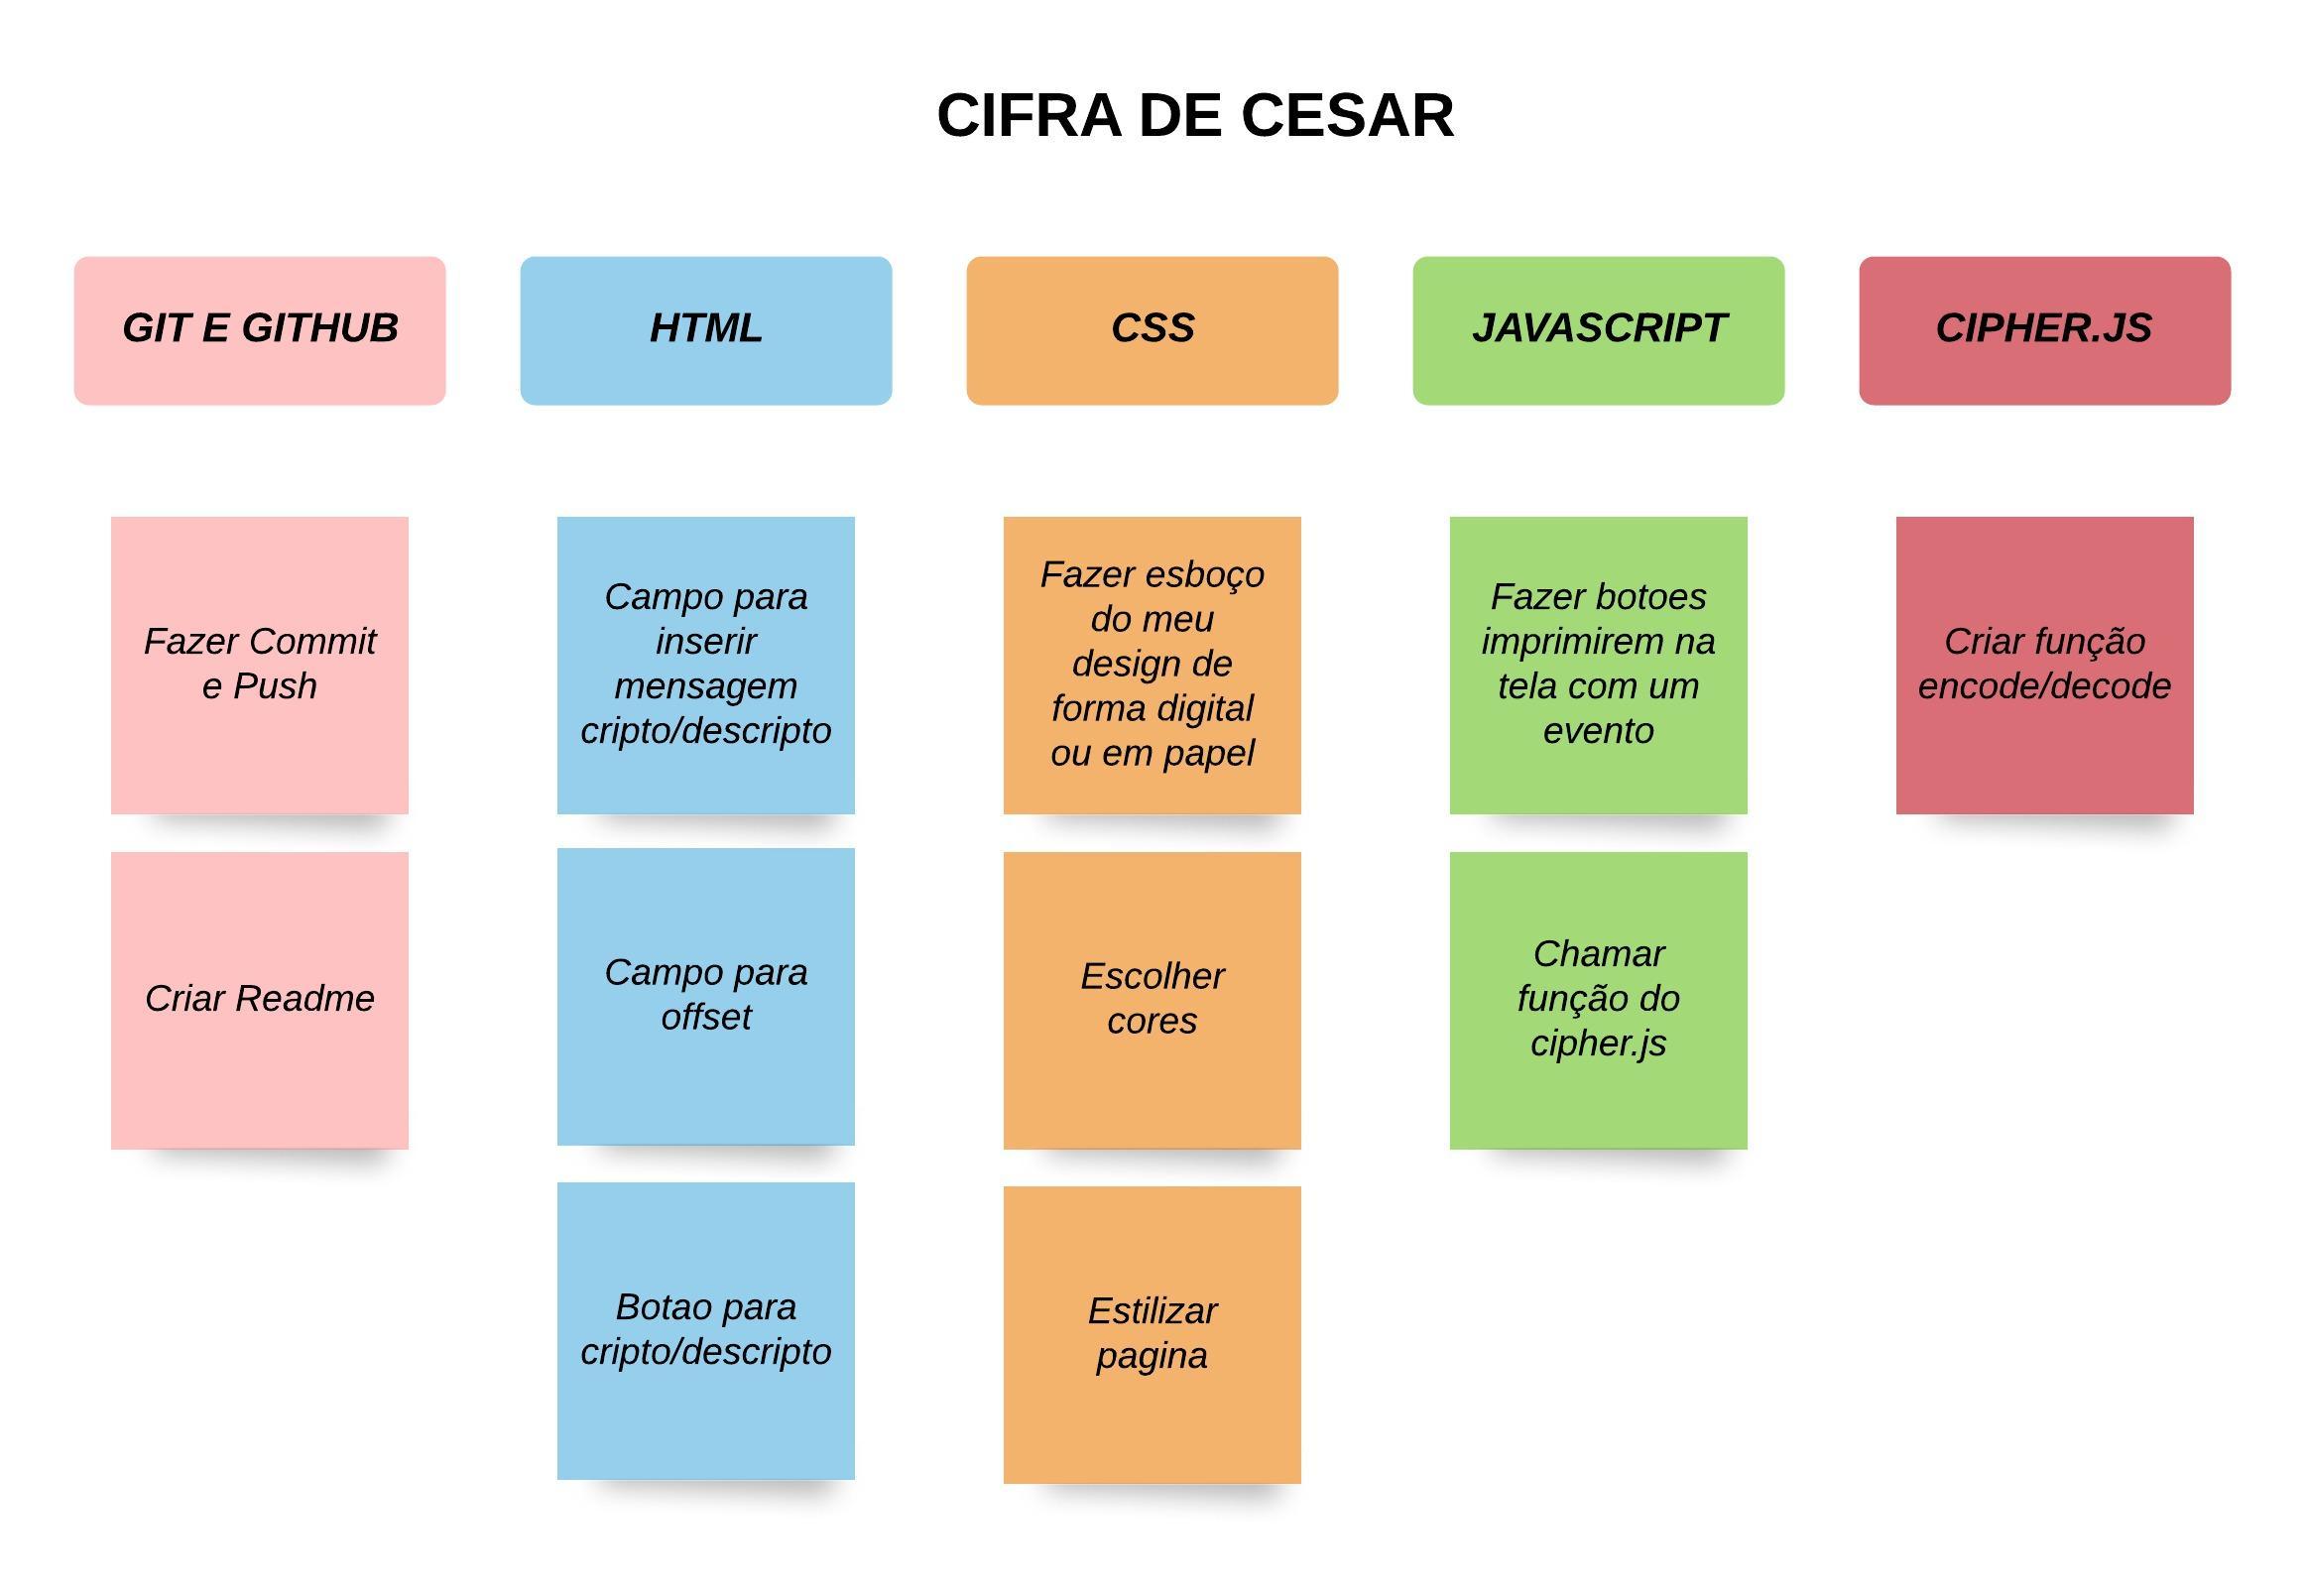 CIFRA DE CESAR
GIT E GITHUB
HTML
CSS
JAVASCRIPT
CIPHER.JS
Fazer Commit
e Push
Criar Readme
Campo para
inserir
mensagem
cripto/descripto
Campo para
offset
Botao para
cripto/descripto
Fazer esboço
do meu
design de
forma digital
ou em papel
Escolher
cores
Estilizar
pagina
Fazer botoes
imprimirem na
tela com um
evento
Chamar
função do
cipher.js
Criar função
encode/decode